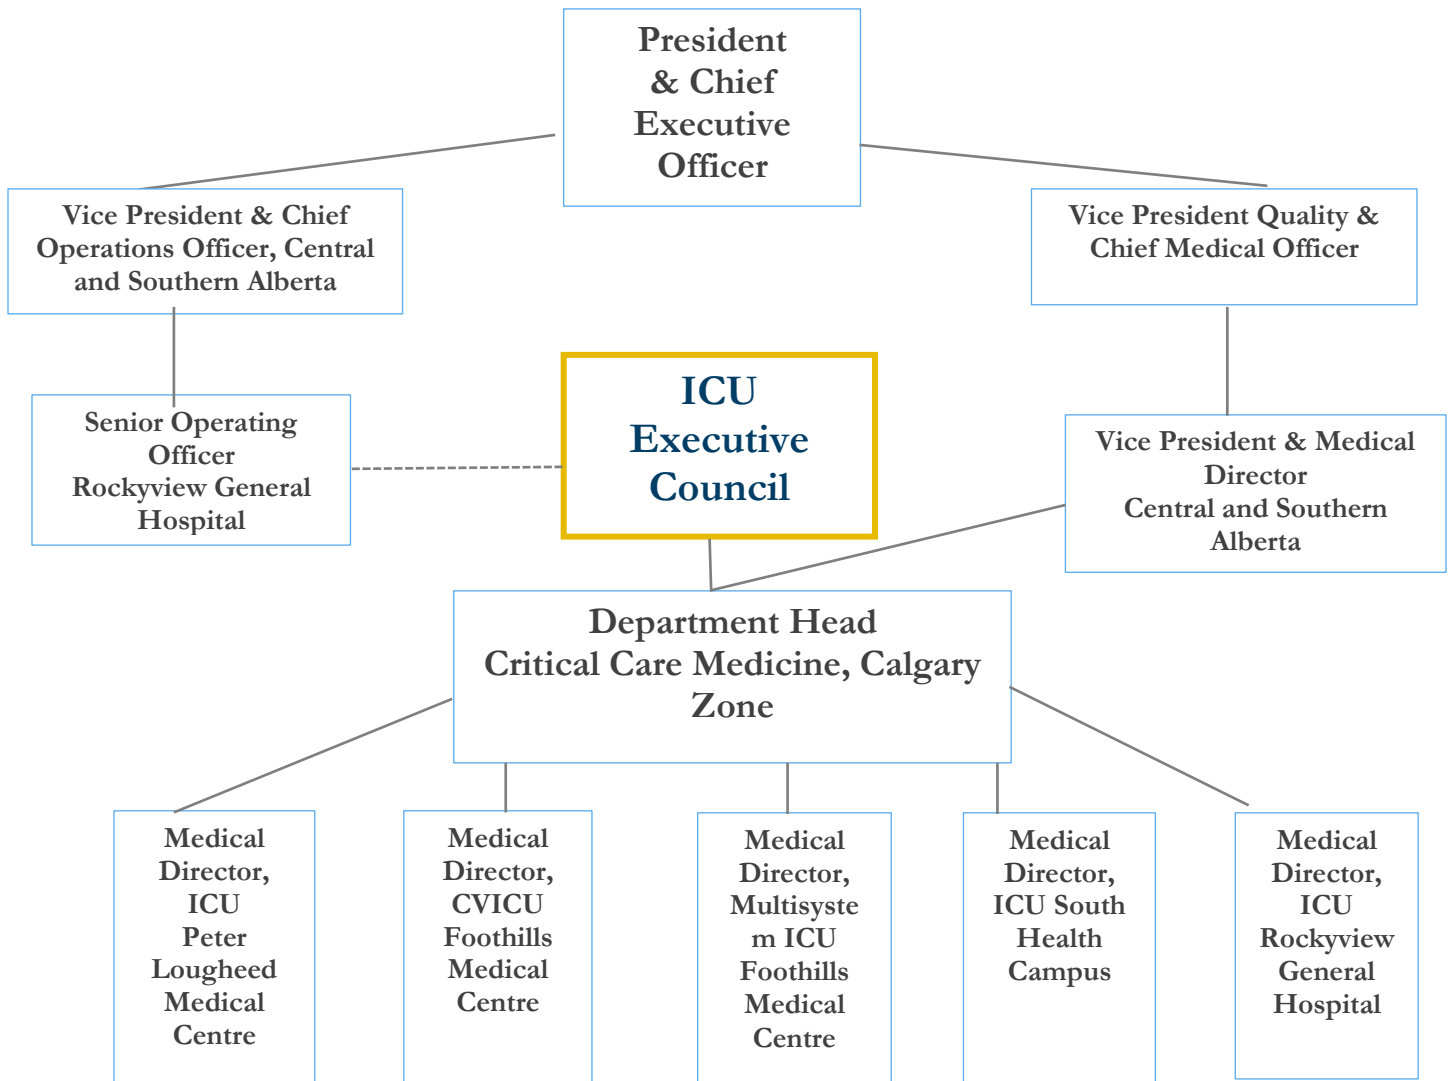 President
& Chief
Executive
Officer
Vice President & Chief
Operations Officer, Central
and Southern Alberta
Vice President Quality &
Chief Medical Officer
Senior Operating
Officer
Rockyview General
Hospital
ICU
Executive
Council
Vice President & Medical
Director
Central and Southern
Alberta
Department Head
Critical Care Medicine, Calgary
Zone
Medical
Director,
ICU
Peter
Lougheed
Medical
Centre
Medical
Director,
CVICU
Foothills
Medical
Centre
Medical
Director,
Multisyste
m ICU
Foothills
Medical
Centre
Medical
Director,
ICU South
Health
Campus
Medical
Director,
ICU
Rockyview
General
Hospital